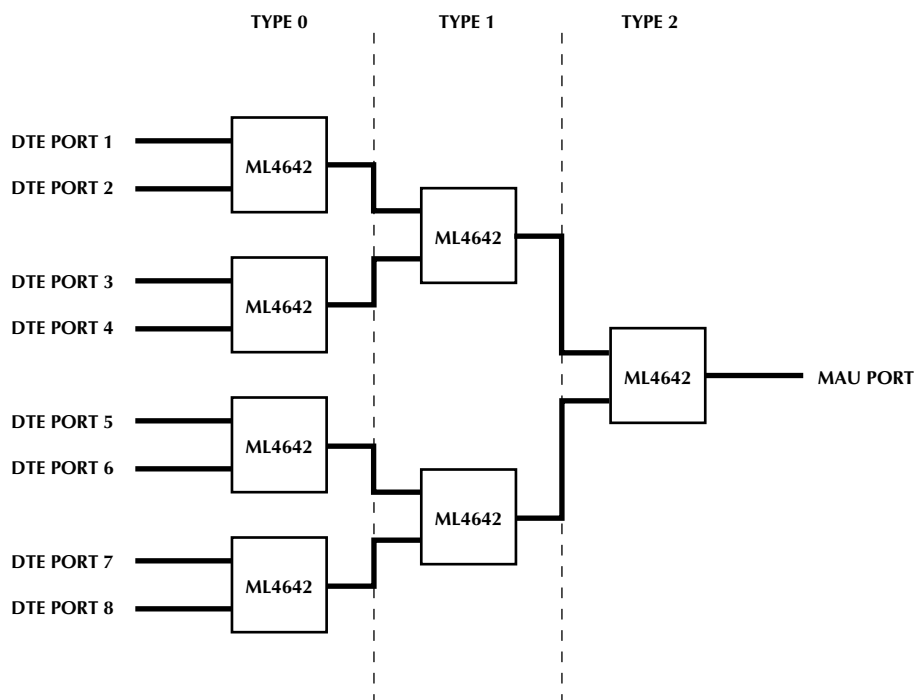 TYPE 0 TYPE 1 TYPE 2
DTE PORT 1
DTE PORT 2
ML4642
DTE PORT 3
DTE PORT 4
ML4642
ML4642
DTE PORT 5
DTE PORT 6
ML4642
DTE PORT 7
DTE PORT 8
ML4642
ML4642
ML4642
MAU PORT